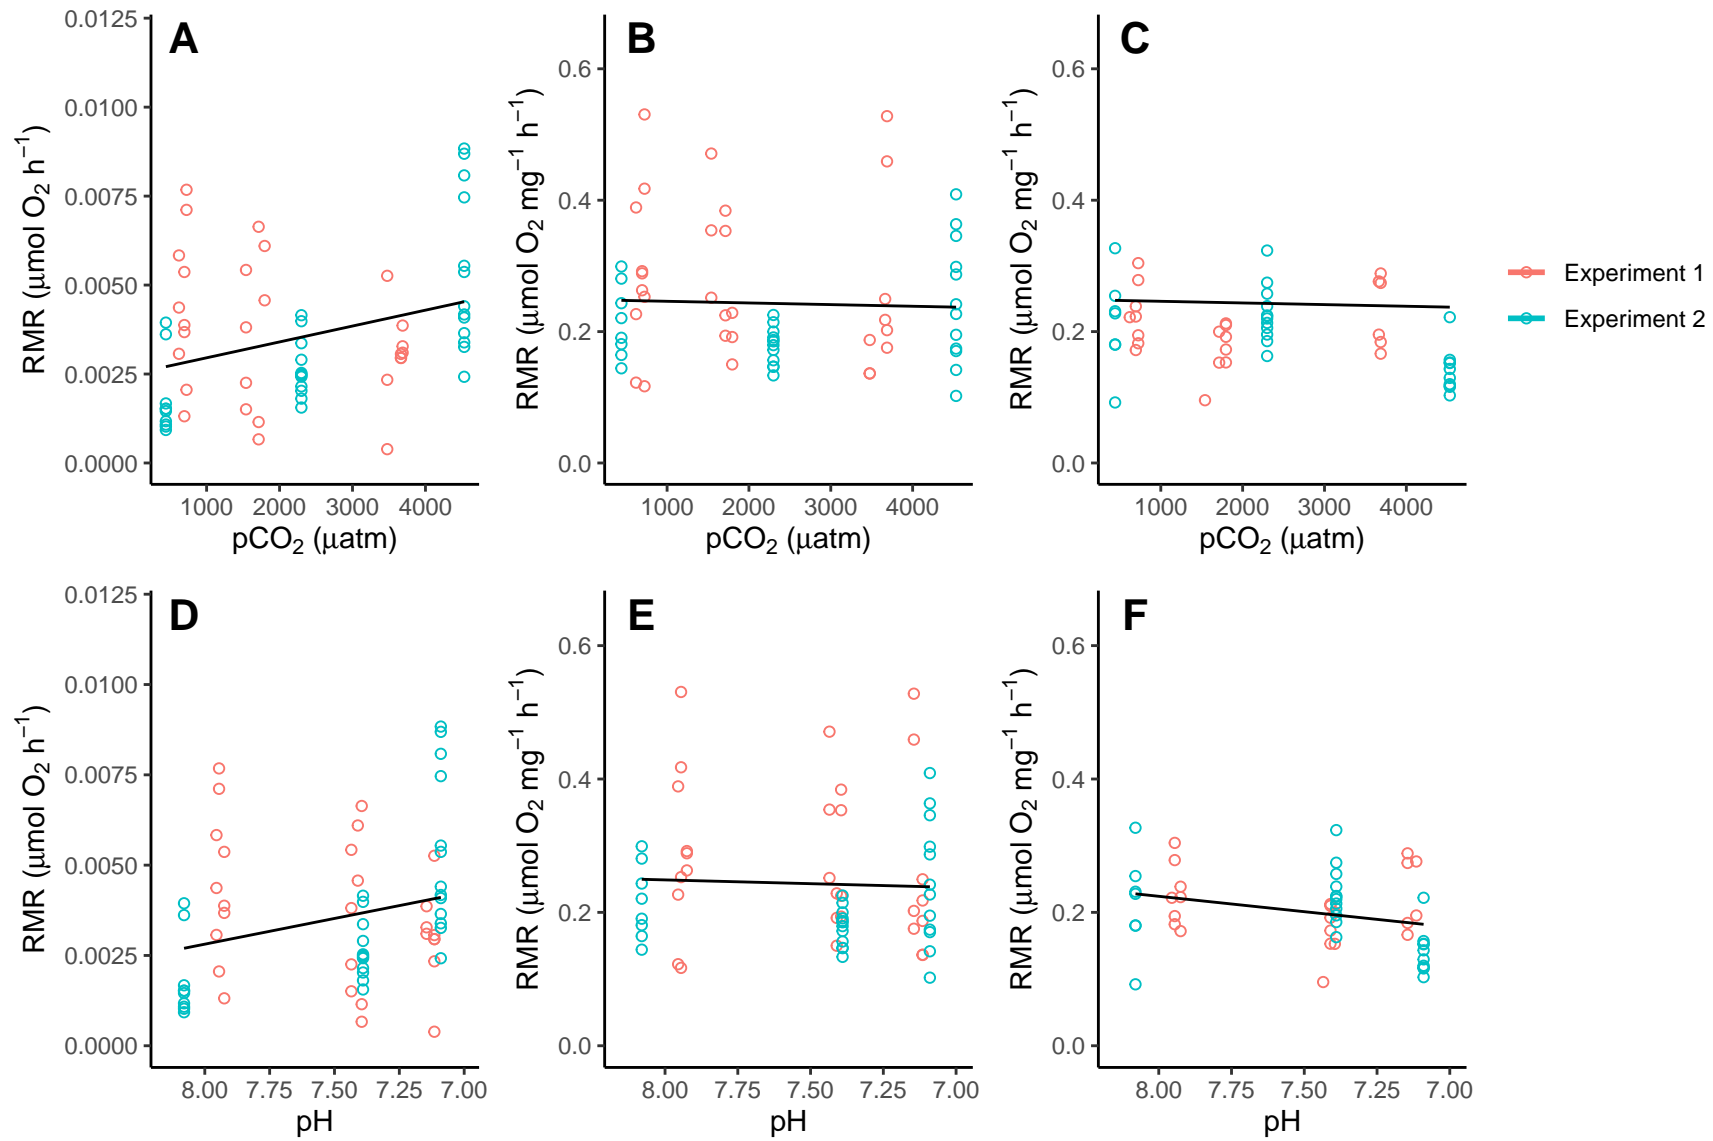 A
RMR (μmol O₂ h⁻¹)
0.0125
0.0100
0.0075
0.0050
0.0025
0.0000
1000 2000 3000 4000
pCO₂ (μatm)
B
RMR (μmol O₂ mg⁻¹ h⁻¹)
0.6
0.4
0.2
0.0
1000 2000 3000 4000
pCO₂ (μatm)
C
RMR (μmol O₂ mg⁻¹ h⁻¹)
0.6
0.4
0.2
0.0
1000 2000 3000 4000
pCO₂ (μatm)
Experiment 1
Experiment 2
D
RMR (μmol O₂ h⁻¹)
0.0125
0.0100
0.0075
0.0050
0.0025
0.0000
8.00 7.75 7.50 7.25 7.00
pH
E
RMR (μmol O₂ mg⁻¹ h⁻¹)
0.6
0.4
0.2
0.0
8.00 7.75 7.50 7.25 7.00
pH
F
RMR (μmol O₂ mg⁻¹ h⁻¹)
0.6
0.4
0.2
0.0
8.00 7.75 7.50 7.25 7.00
pH